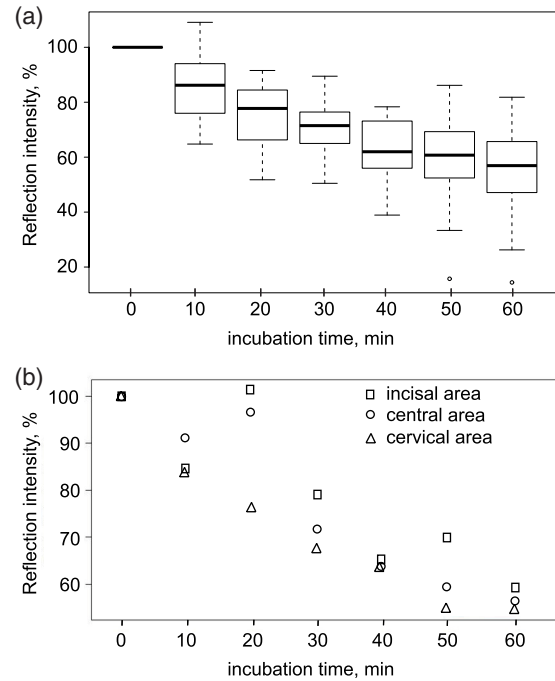 (a)
Reflection intensity, %
100
80
60
40
20
0 10 20 30 40 50 60
incubation time, min
(b)
Reflection intensity, %
100
90
80
70
60
incisal area
central area
cervical area
0 10 20 30 40 50 60
incubation time, min